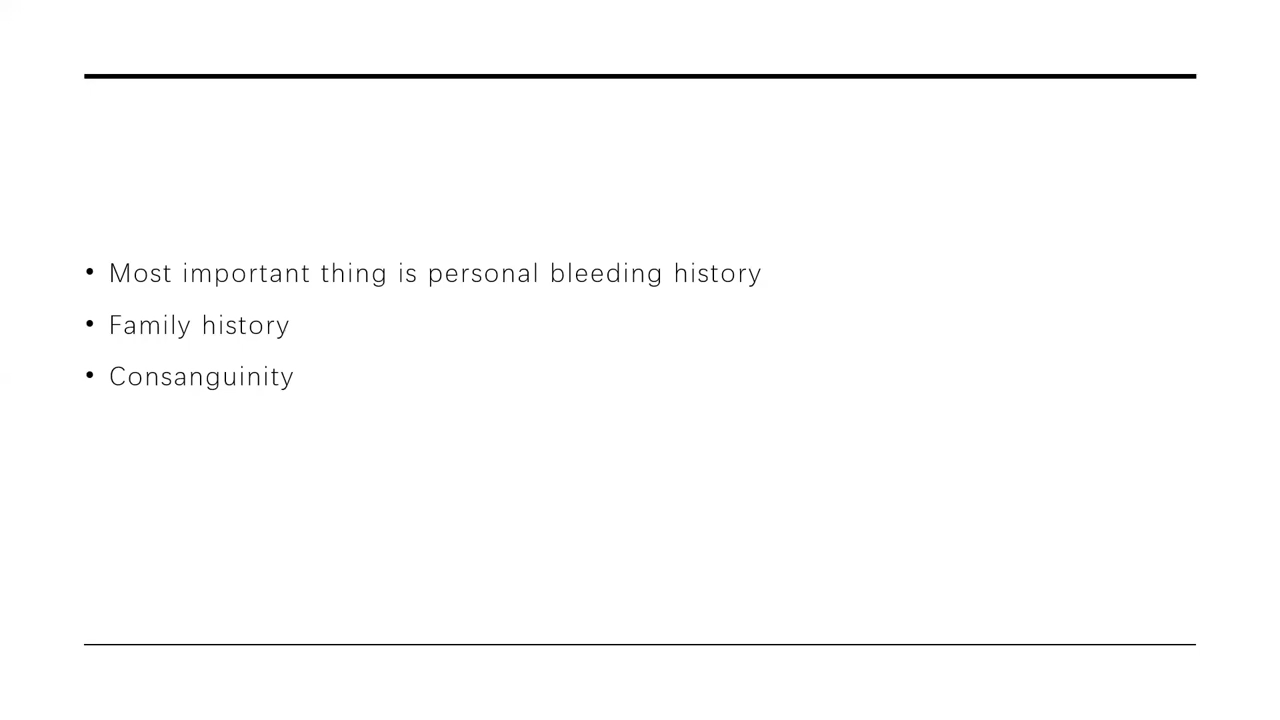 • Most important thing is personal bleeding history
• Family history
• Consanguinity